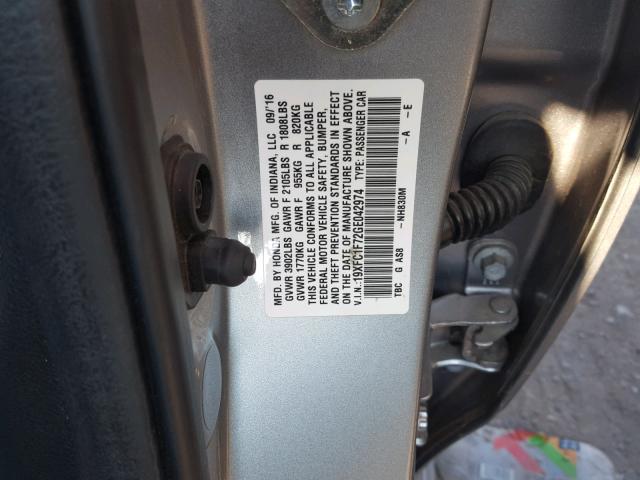 MFD. BY HONDA MFG. OF INDIANA, LLC 09/'16
GVWR 3902LBS GAWR F 2105LBS R 1808LBS
GVWR 1770KG GAWR F 955KG R 820KG
THIS VEHICLE CONFORMS TO ALL APPLICABLE
FEDERAL MOTOR VEHICLE SAFETY, BUMPER,
AND THEFT PREVENTION STANDARDS IN EFFECT
ON THE DATE OF MANUFACTURE SHOWN ABOVE.
V.I.N.:19XFC1F72GE042974 TYPE: PASSENGER CAR
TBC G AS8 –NH830M –A –E